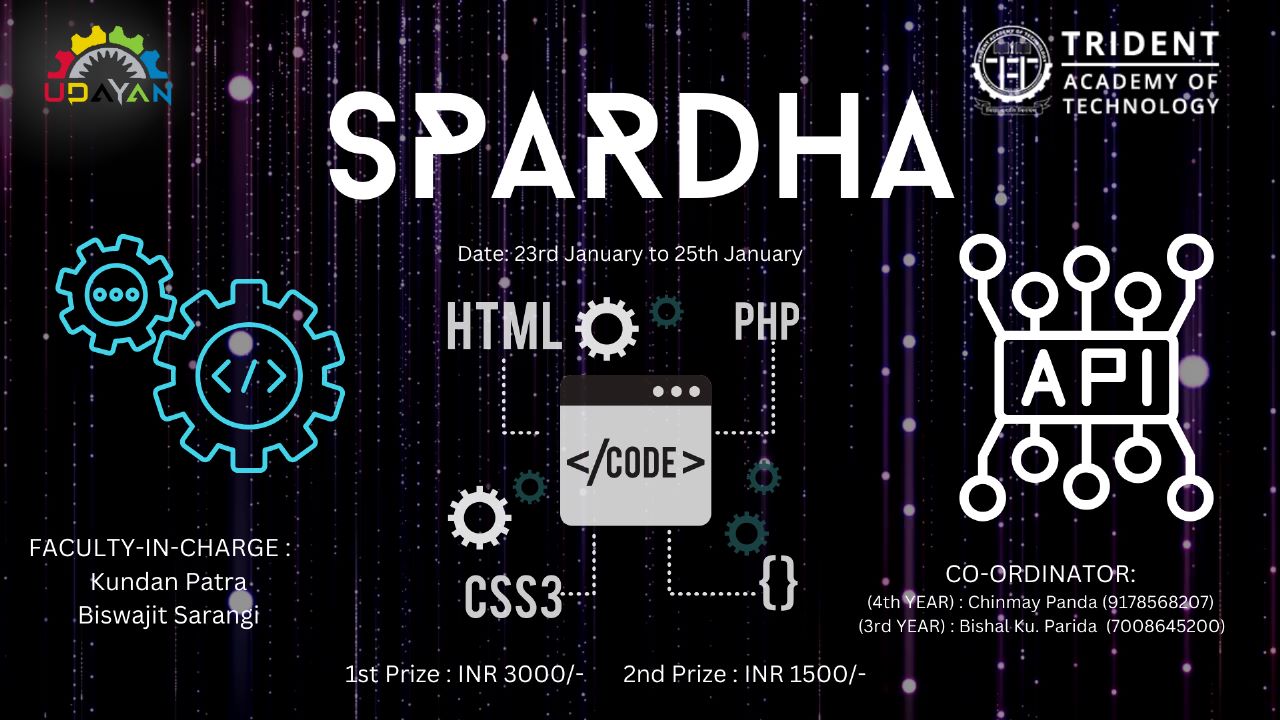 UDAYAN
TRIDENT
ACADEMY OF
TECHNOLOGY
SPARDHA
Date: 23rd January to 25th January
HTML
PHP
</>
API
</CODE>
CSS3
{}
FACULTY-IN-CHARGE :
Kundan Patra
Biswajit Sarangi
CO-ORDINATOR:
(4th YEAR) : Chinmay Panda (9178568207)
(3rd YEAR) : Bishal Ku. Parida (7008645200)
1st Prize : INR 3000/-
2nd Prize : INR 1500/-